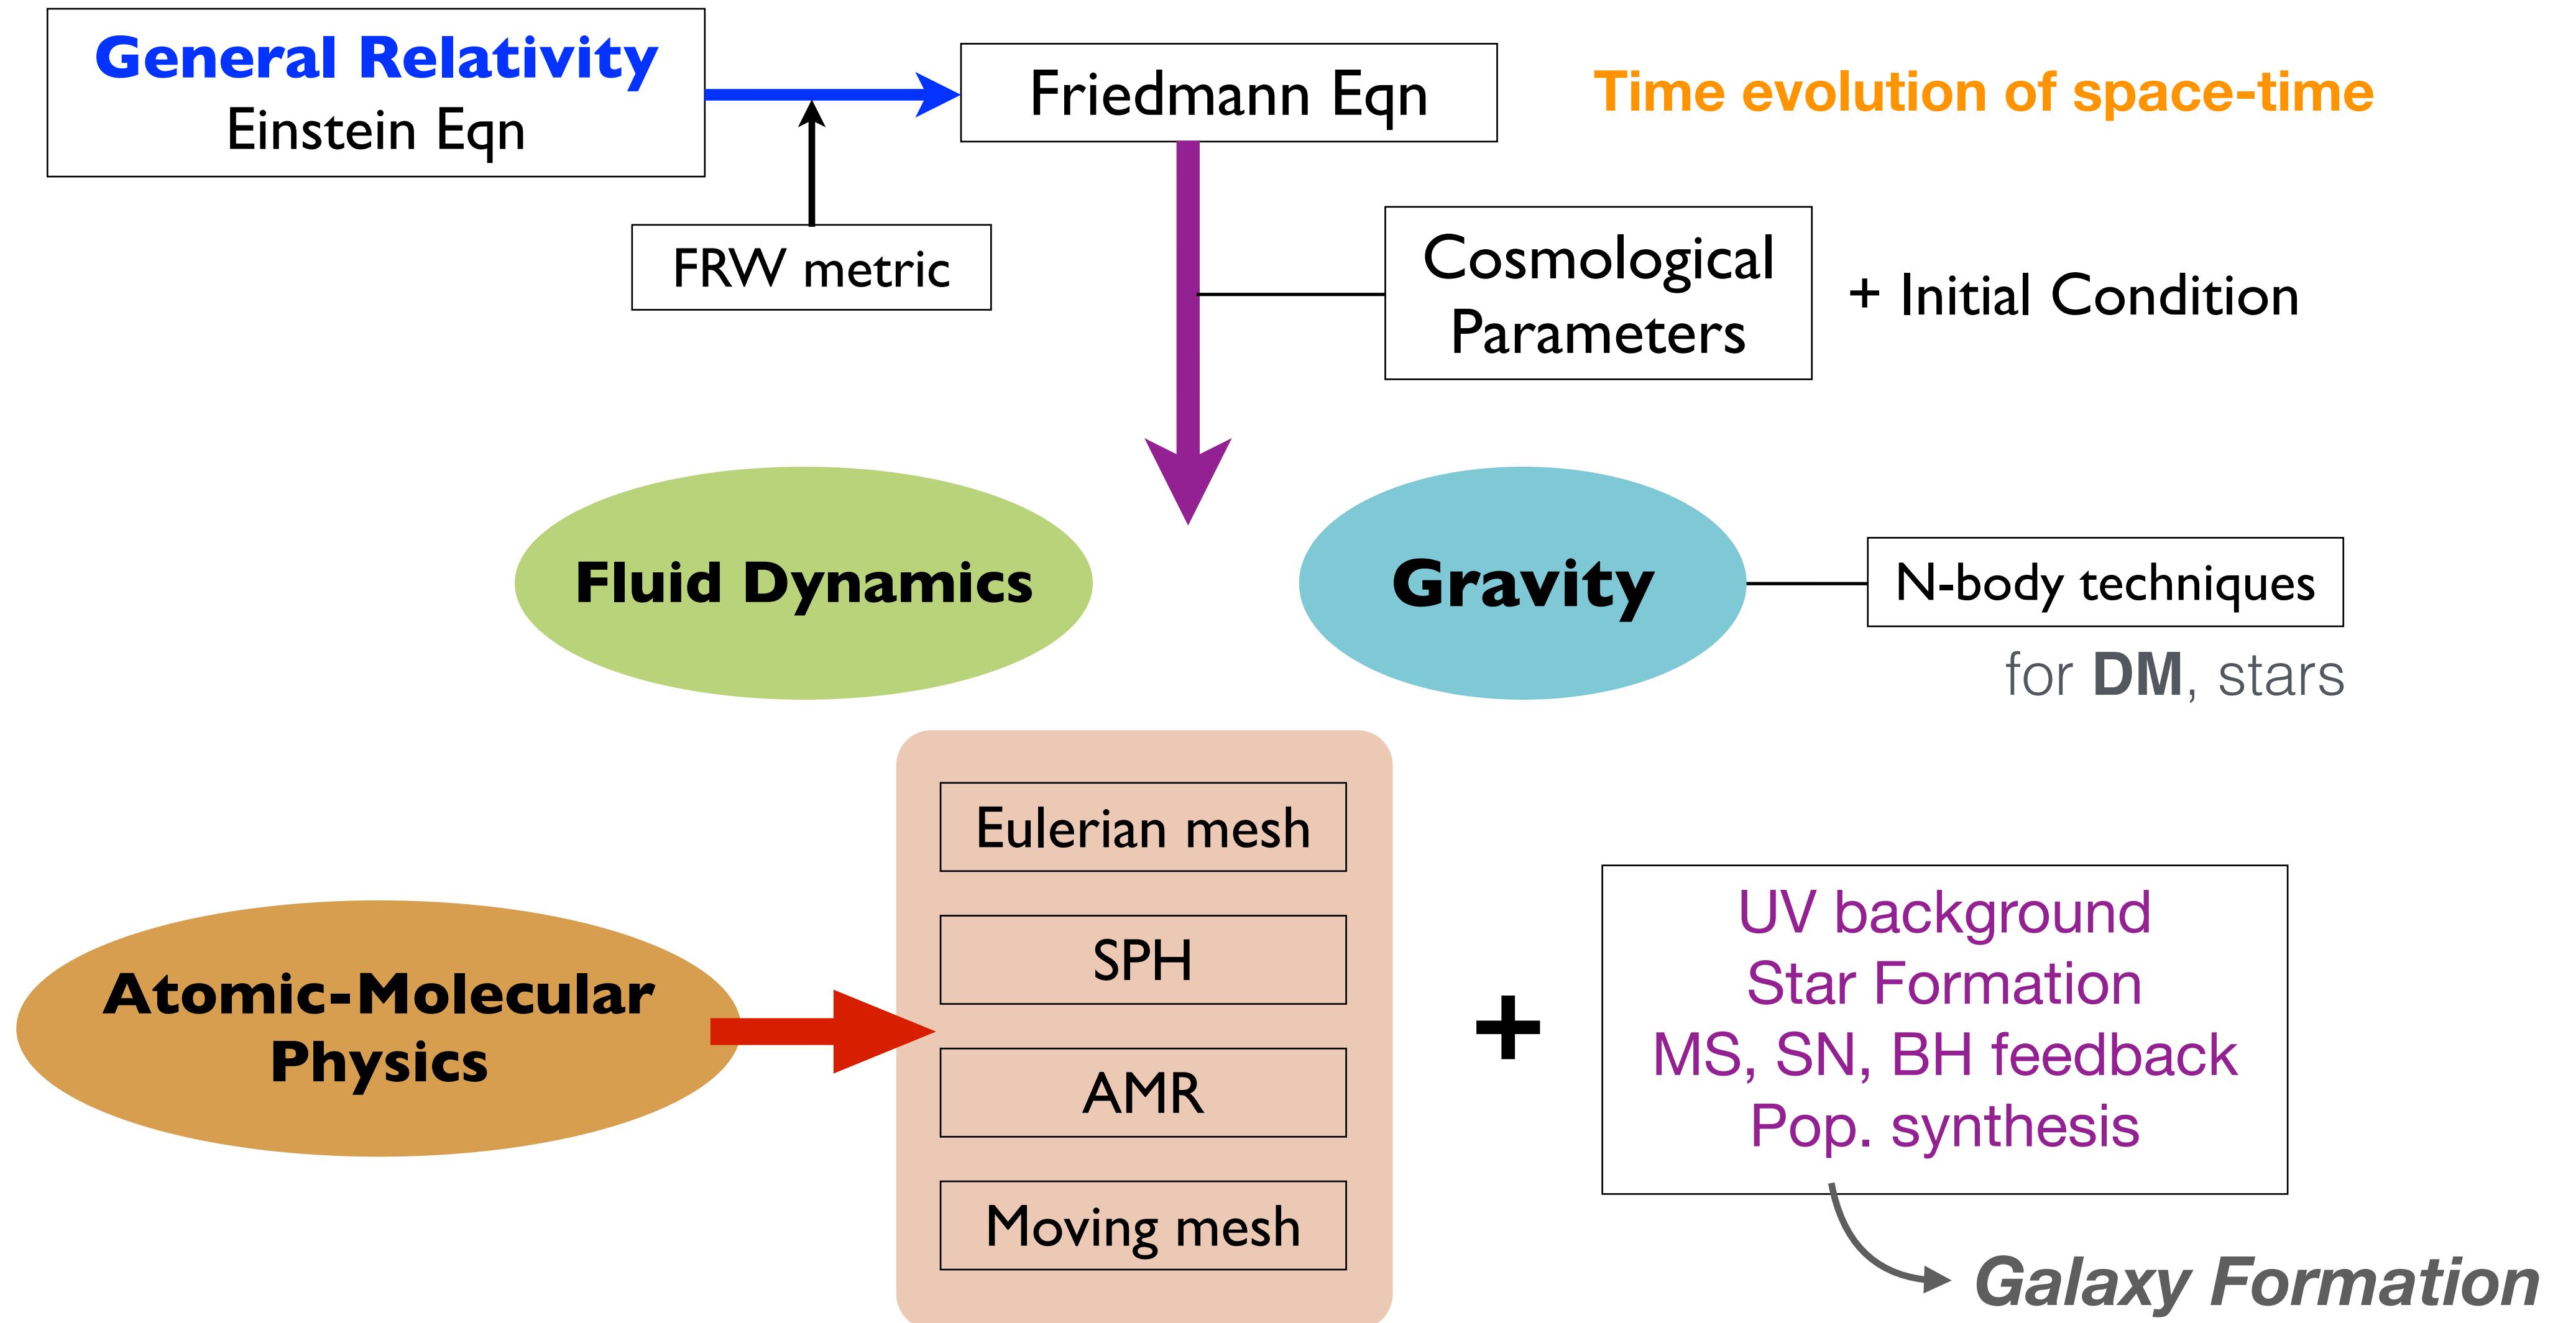 General Relativity
Einstein Eqn
Friedmann Eqn
Time evolution of space-time
FRW metric
Cosmological
Parameters
+ Initial Condition
Fluid Dynamics
Gravity
N-body techniques
for DM, stars
Eulerian mesh
SPH
AMR
Moving mesh
Atomic-Molecular
Physics
+
UV background
Star Formation
MS, SN, BH feedback
Pop. synthesis
Galaxy Formation